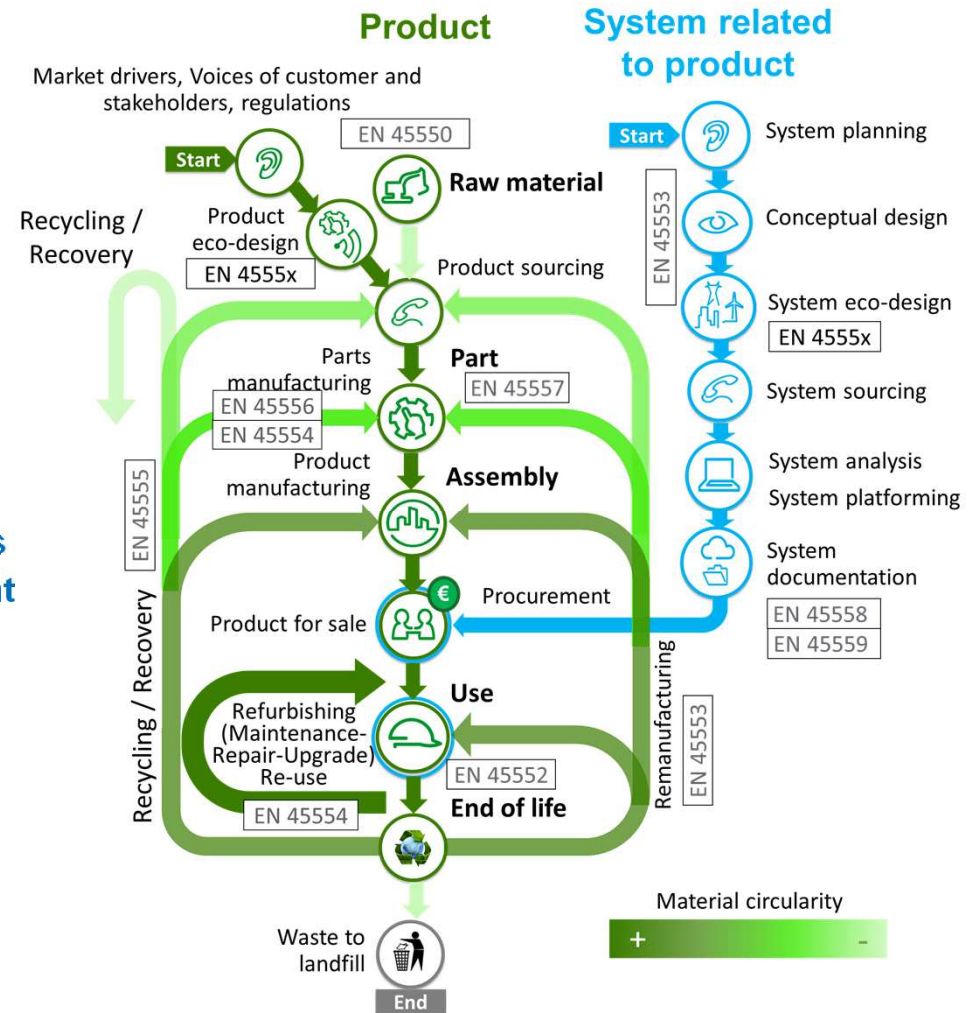 Product
System related
to product
Market drivers, Voices of customer and
stakeholders, regulations
Start
EN 45550
Raw material
Product
eco-design
EN 4555x
Recycling /
Recovery
Product sourcing
Part
Parts
manufacturing
EN 45557
EN 45556
EN 45554
Product
manufacturing
Assembly
EN 45555
s
nt
Recycling / Recovery
Product for sale
€
Procurement
Use
Refurbishing
(Maintenance-
Repair-Upgrade)
Re-use
EN 45552
EN 45554
End of life
Remanufacturing
EN 45553
Waste to
landfill
End
Start
System planning
EN 45553
Conceptual design
System eco-design
EN 4555x
System sourcing
System analysis
System platforming
System
documentation
EN 45558
EN 45559
Material circularity
+ -